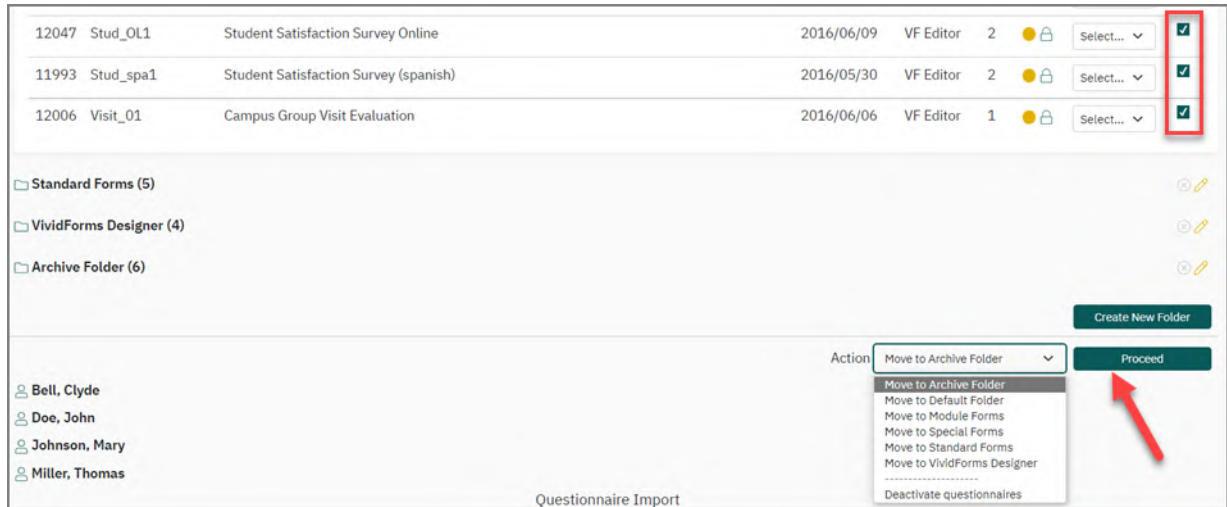 12047 Stud_OL1 Student Satisfaction Survey Online 2016/06/09 VF Editor 2 Select...
11993 Stud_spa1 Student Satisfaction Survey (spanish) 2016/05/30 VF Editor 2 Select...
12006 Visit_01 Campus Group Visit Evaluation 2016/06/06 VF Editor 1 Select...
Standard Forms (5)
VividForms Designer (4)
Archive Folder (6)
Create New Folder
Action Move to Archive Folder Proceed
Move to Archive Folder
Move to Default Folder
Move to Module Forms
Move to Special Forms
Move to Standard Forms
Move to VividForms Designer
--------------------
Deactivate questionnaires
Bell, Clyde
Doe, John
Johnson, Mary
Miller, Thomas
Questionnaire Import